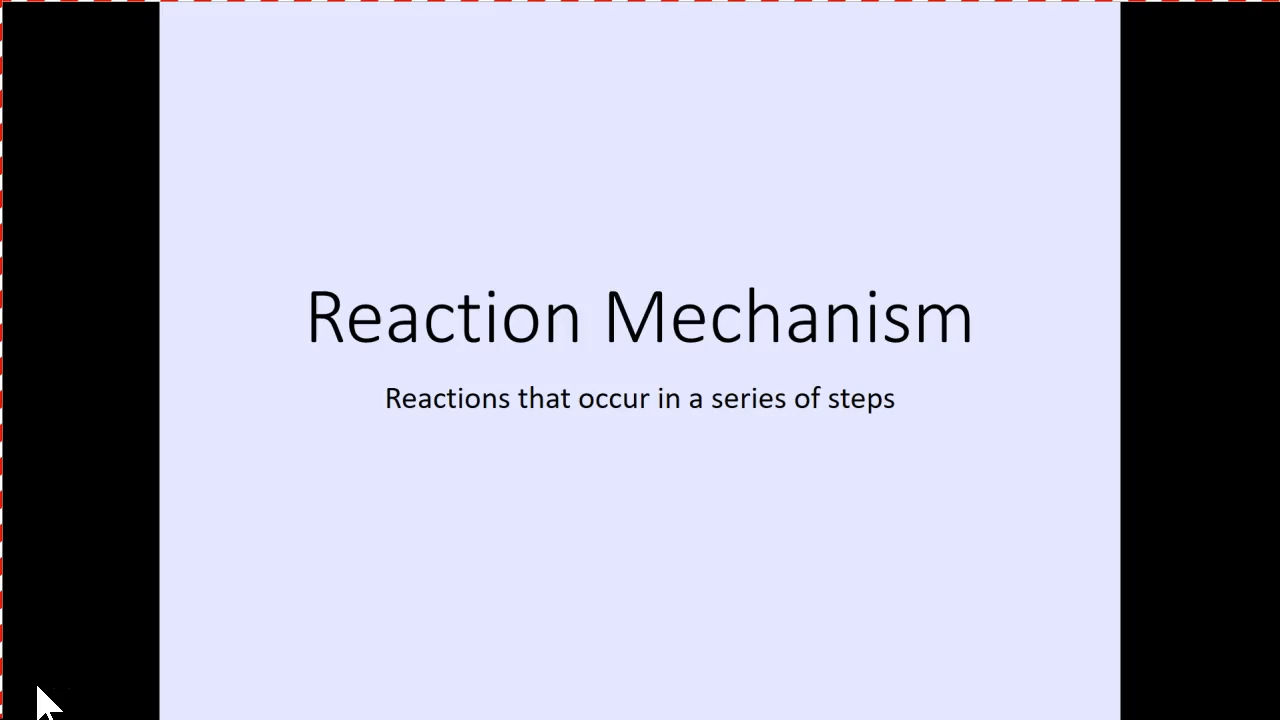 Reaction Mechanism
Reactions that occur in a series of steps